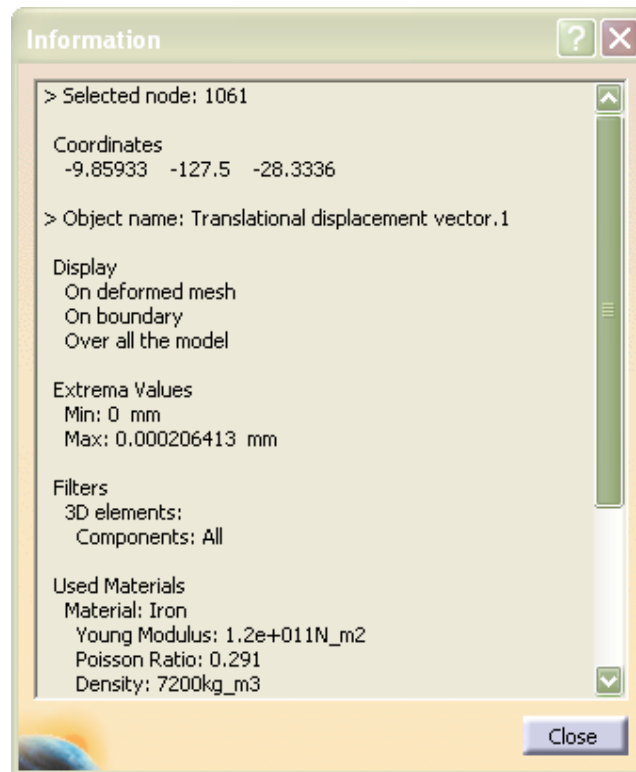 Information
> Selected node: 1061
Coordinates
-9.85933 -127.5 -28.3336
> Object name: Translational displacement vector.1
Display
On deformed mesh
On boundary
Over all the model
Extrema Values
Min: 0 mm
Max: 0.000206413 mm
Filters
3D elements:
Components: All
Used Materials
Material: Iron
Young Modulus: 1.2e+011N_m2
Poisson Ratio: 0.291
Density: 7200kg_m3
Close